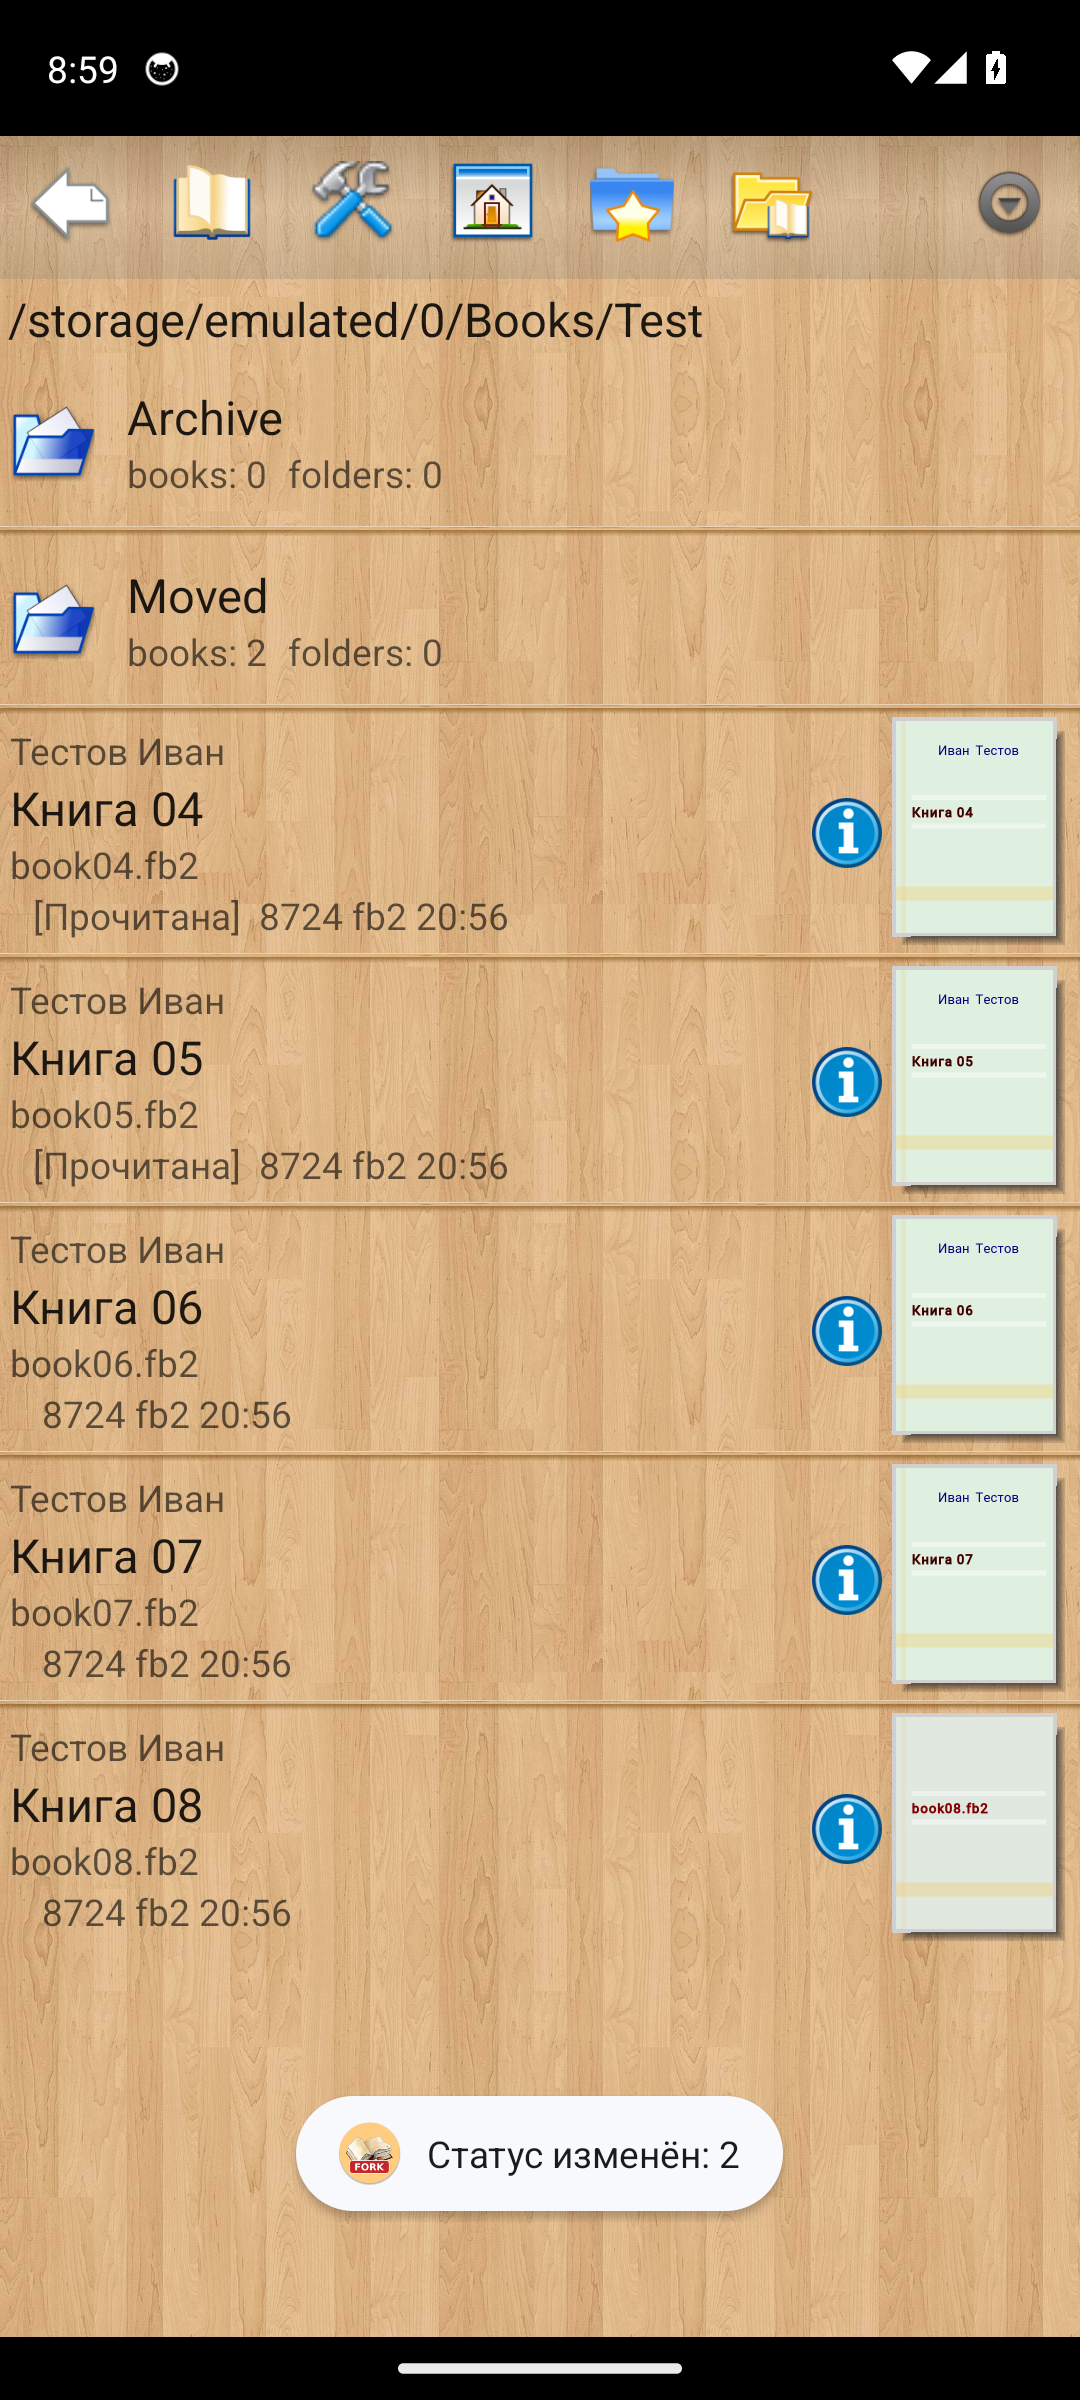 8:59
/storage/emulated/0/Books/Test
Archive
books: 0 folders: 0
Moved
books: 2 folders: 0
Тестов Иван
Книга 04
book04.fb2
[Прочитана] 8724 fb2 20:56
Иван Тестов
Книга 04
Тестов Иван
Книга 05
book05.fb2
[Прочитана] 8724 fb2 20:56
Иван Тестов
Книга 05
Тестов Иван
Книга 06
book06.fb2
8724 fb2 20:56
Иван Тестов
Книга 06
Тестов Иван
Книга 07
book07.fb2
8724 fb2 20:56
Иван Тестов
Книга 07
Тестов Иван
Книга 08
book08.fb2
8724 fb2 20:56
book08.fb2
FORK
Статус изменён: 2